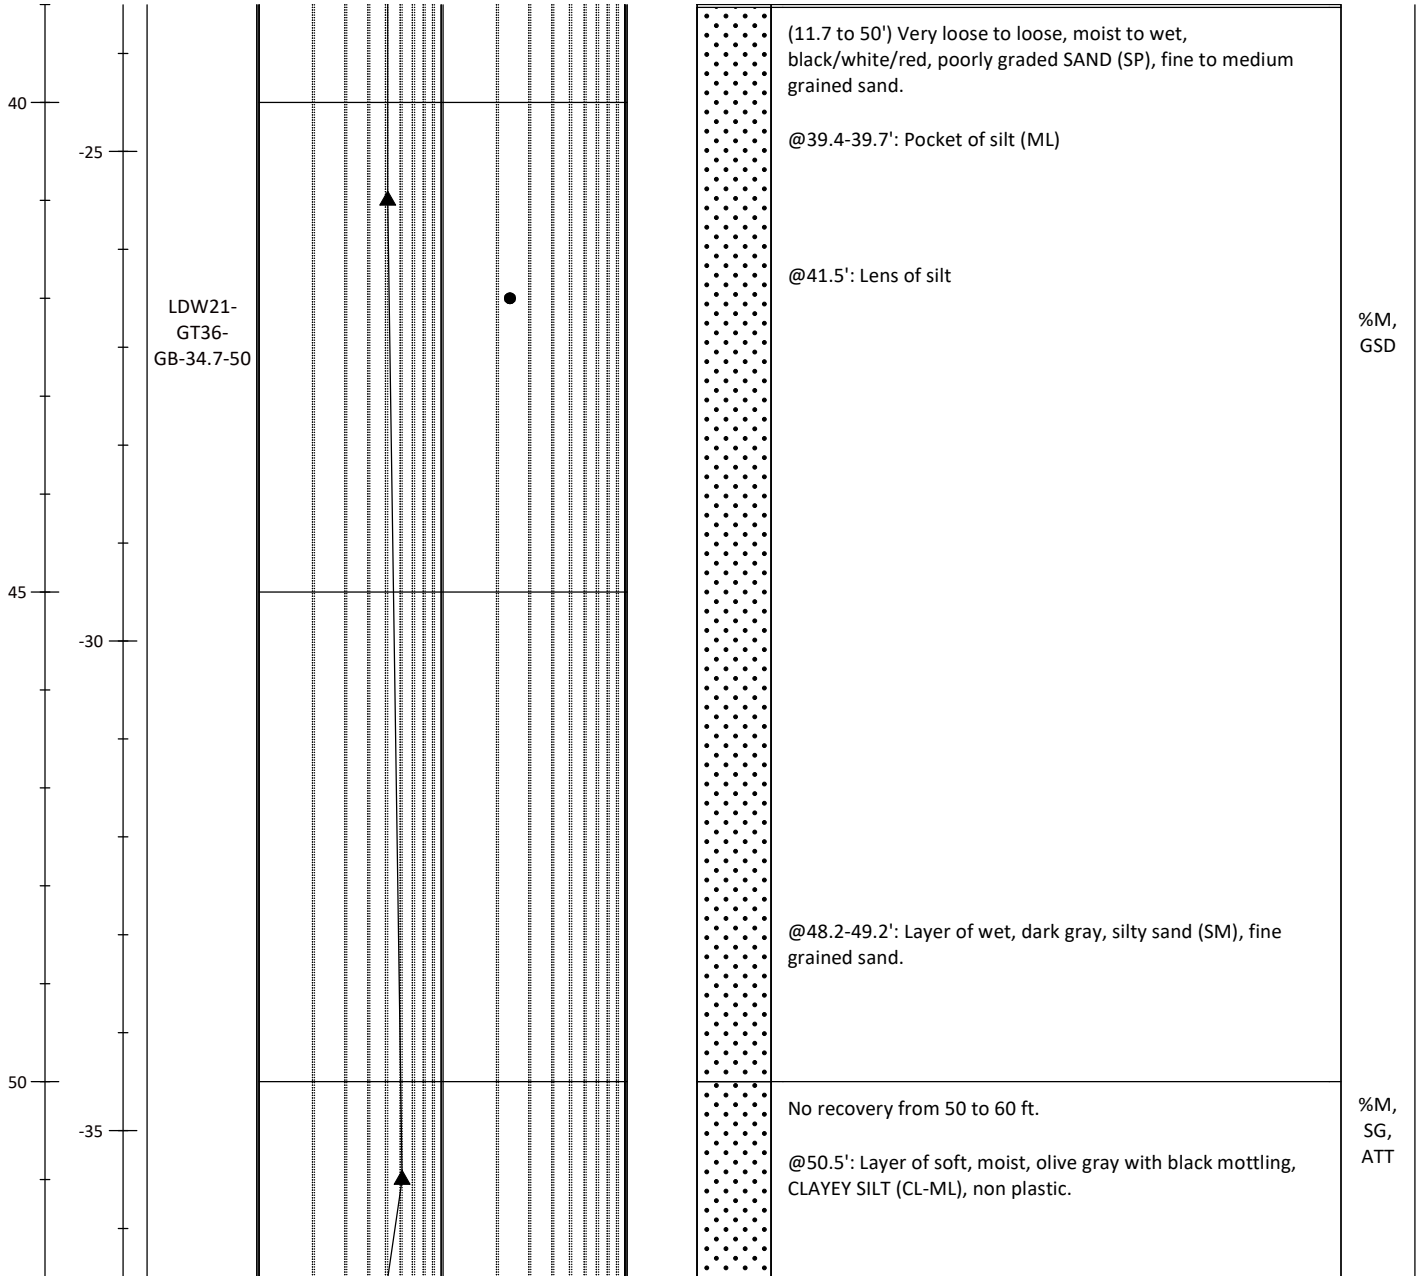 (11.7 to 50') Very loose to loose, moist to wet,
black/white/red, poorly graded SAND (SP), fine to medium
grained sand.
40
-25
@39.4-39.7': Pocket of silt (ML)
@41.5': Lens of silt
LDW21-
GT36-
GB-34.7-50
%M,
GSD
45
-30
@48.2-49.2': Layer of wet, dark gray, silty sand (SM), fine
grained sand.
50
-35
No recovery from 50 to 60 ft.
@50.5': Layer of soft, moist, olive gray with black mottling,
CLAYEY SILT (CL-ML), non plastic.
%M,
SG,
ATT